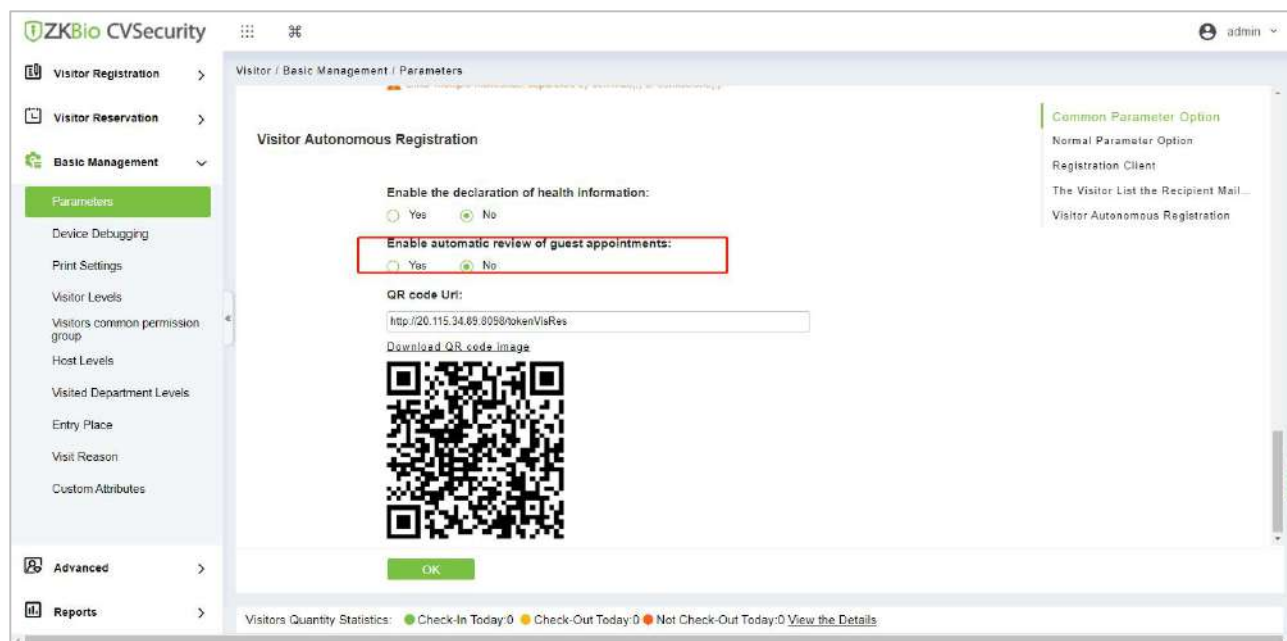 ZKBio CVSecurity
admin
Visitor Registration
Visitor Reservation
Basic Management
Parameters
Device Debugging
Print Settings
Visitor Levels
Visitors common permission
group
Host Levels
Visited Department Levels
Entry Place
Visit Reason
Custom Attributes
Advanced
Reports
Visitor / Basic Management / Parameters
Visitor Autonomous Registration
Enable the declaration of health information:
Yes No
Enable automatic review of guest appointments:
Yes No
QR code Url:
http://20.115.34.69:8098/tokenVisRes
Download QR code image
OK
Common Parameter Option
Normal Parameter Option
Registration Client
The Visitor List the Recipient Mail...
Visitor Autonomous Registration
Visitors Quantity Statistics: Check-In Today:0 Check-Out Today:0 Not Check-Out Today:0 View the Details